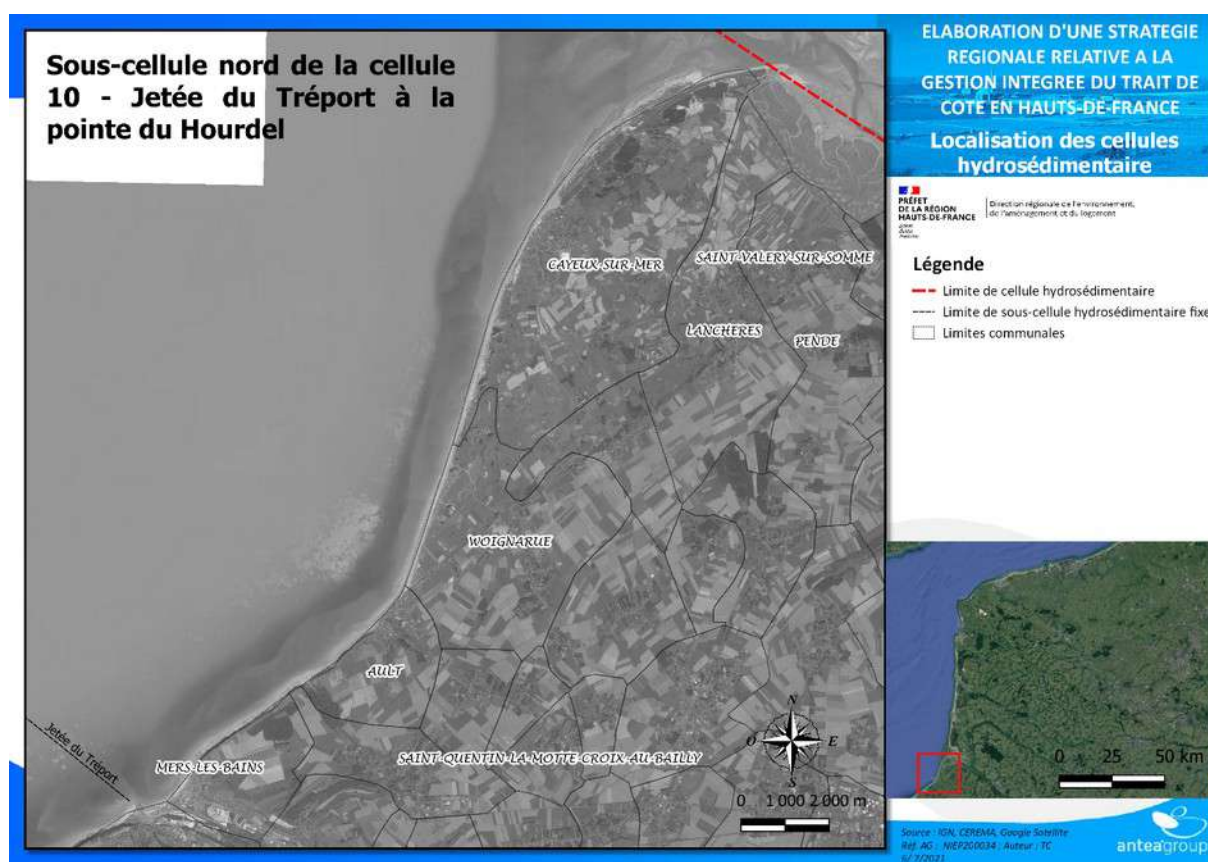 Sous-cellule nord de la cellule
10 - Jetée du Tréport à la
pointe du Hourdel
ELABORATION D'UNE STRATEGIE
REGIONALE RELATIVE A LA
GESTION INTEGREE DU TRAIT DE
COTE EN HAUTS-DE-FRANCE
Localisation des cellules
hydrosédimentaire
PRÉFET
DE LA RÉGION
HAUTS-DE-FRANCE
Direction régionale de l'environnement,
de l'aménagement et du logement
Légende
Limite de cellule hydrosédimentaire
Limite de sous-cellule hydrosédimentaire fixe
Limites communales
CAYEUX-SUR-MER
SAINT-VALERY-SUR-SOMME
LANCHERES
PENDE
WOIGNARUE
AULT
Jetée du Tréport
MERS-LES-BAINS
SAINT-QUENTIN-LA-MOTTE-CROIX-AU-BAILLY
N
O
E
S
0 1 000 2 000 m
0 25 50 km
Source : IGN, CEREMA, Google Satellite
Réf. AG : NIEP200034 ; Auteur : TC
6/ 7/2021
anteagroup